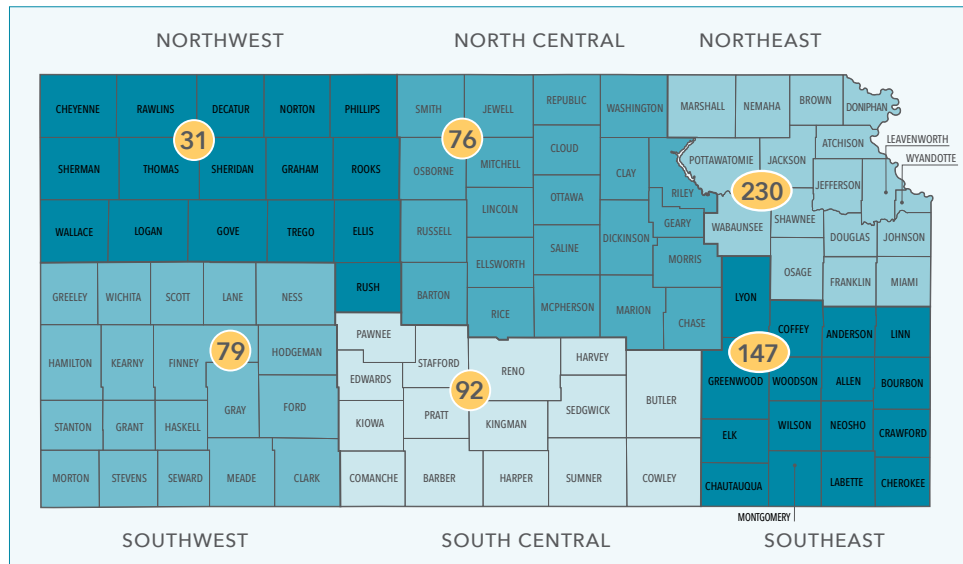 NORTHWEST NORTH CENTRAL NORTHEAST
CHEYENNE RAWLINS DECATUR NORTON PHILLIPS SMITH JEWELL REPUBLIC WASHINGTON MARSHALL NEMAHA BROWN DONIPHAN
31 76 LEAVENWORTH
WYANDOTTE
SHERMAN THOMAS SHERIDAN GRAHAM ROOKS OSBORNE MITCHELL CLOUD CLAY RILEY POTTAWATOMIE JACKSON ATCHISON
230 JEFFERSON
WALLACE LOGAN GOVE TREGO ELLIS RUSSELL LINCOLN OTTAWA GEARY WABAUNSEE SHAWNEE DOUGLAS JOHNSON
ELLSWORTH SALINE DICKINSON MORRIS OSAGE FRANKLIN MIAMI
GREELEY WICHITA SCOTT LANE NESS RUSH BARTON RICE MCPHERSON MARION CHASE LYON
HAMILTON KEARNY FINNEY 79 HODGEMAN PAWNEE STAFFORD RENO HARVEY COFFEY ANDERSON LINN
147
EDWARDS 92 GREENWOOD WOODSON ALLEN BOURBON
STANTON GRANT HASKELL GRAY FORD KIOWA PRATT KINGMAN SEDGWICK BUTLER
ELK WILSON NEOSHO CRAWFORD
MORTON STEVENS SEWARD MEADE CLARK COMANCHE BARBER HARPER SUMNER COWLEY CHAUTAUQUA LABETTE CHEROKEE
MONTGOMERY
SOUTHWEST SOUTH CENTRAL SOUTHEAST